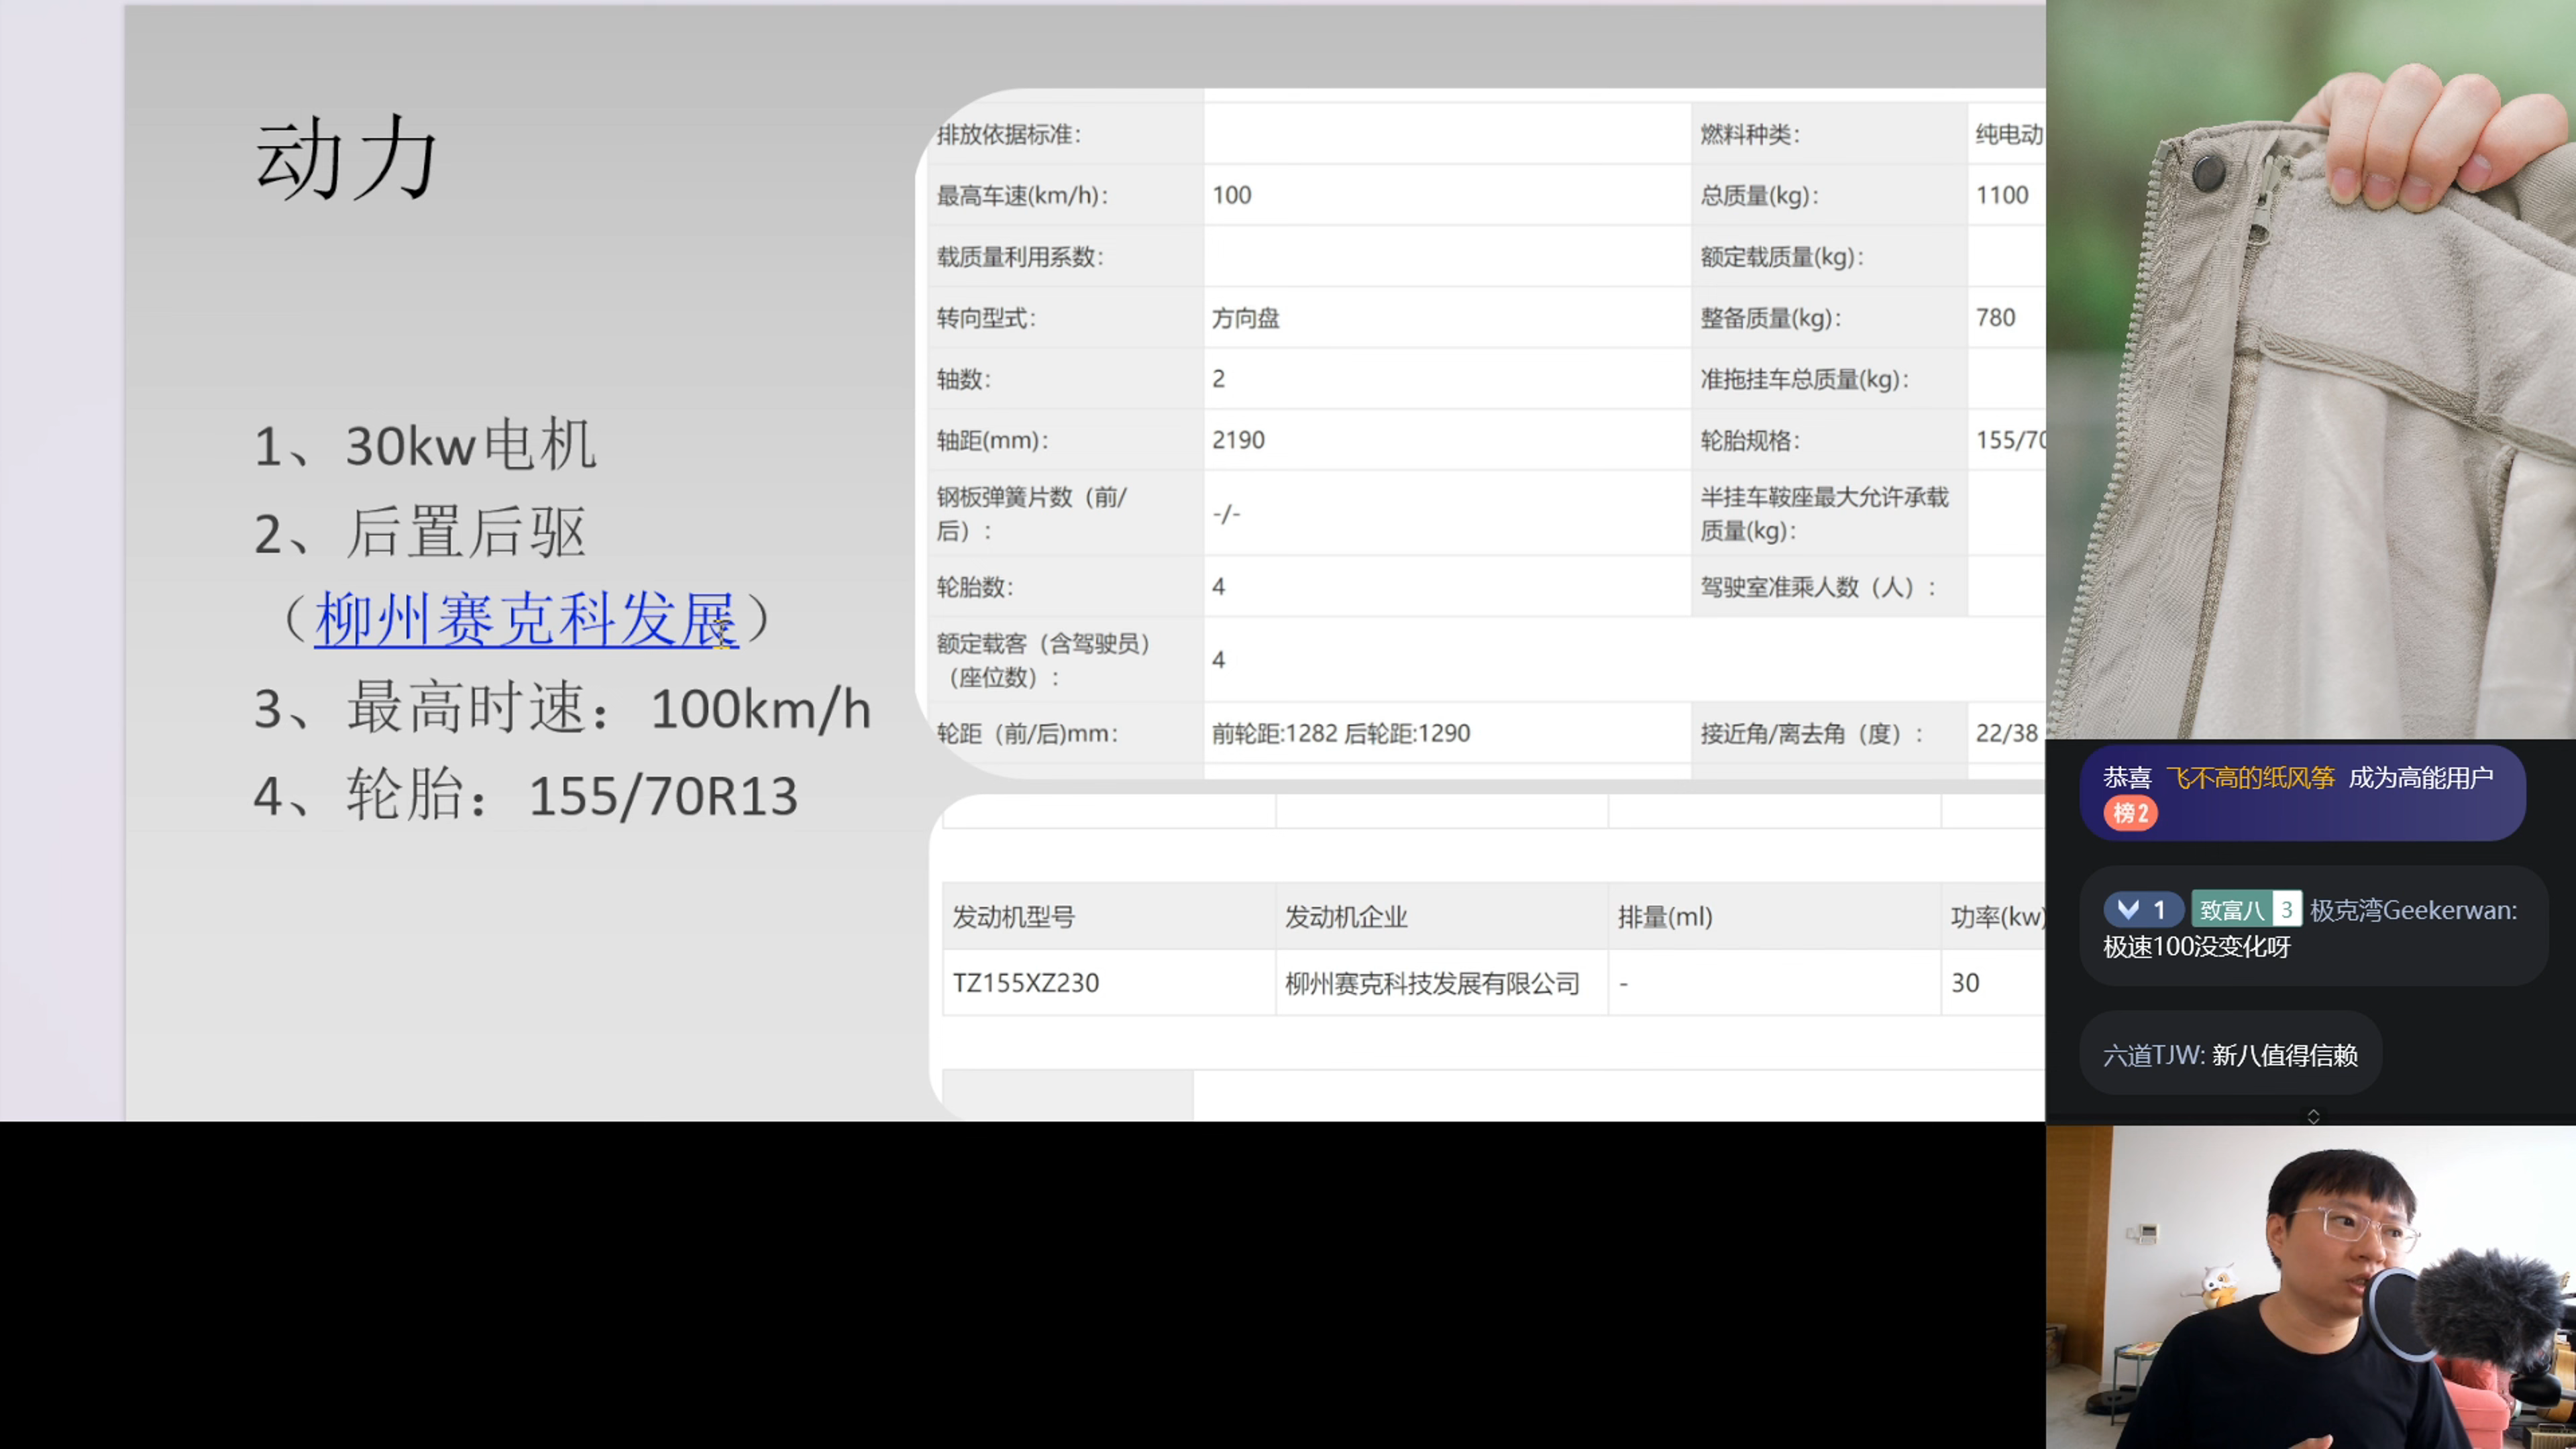 动力
1、30kw电机
2、后置后驱
（柳州赛克科发展）
3、最高时速：100km/h
4、轮胎：155/70R13
排放依据标准：
燃料种类：
纯电动
最高车速(km/h)：
100
总质量(kg)：
1100
载质量利用系数：
额定载质量(kg)：
转向型式：
方向盘
整备质量(kg)：
780
轴数：
2
准拖挂车总质量(kg)：
轴距(mm)：
2190
轮胎规格：
155/70
钢板弹簧片数（前/
后）：
-/-
半挂车鞍座最大允许承载
质量(kg)：
轮胎数：
4
驾驶室准乘人数（人）：
额定载客（含驾驶员）
（座位数）：
4
轮距（前/后)mm：
前轮距:1282 后轮距:1290
接近角/离去角（度）：
22/38
发动机型号
发动机企业
排量(ml)
功率(kw)
TZ155XZ230
柳州赛克科技发展有限公司
-
30
恭喜 飞不高的纸风筝 成为高能用户
榜2
1 致富八 3 极克湾Geekerwan:
极速100没变化呀
六道TJW: 新八值得信赖